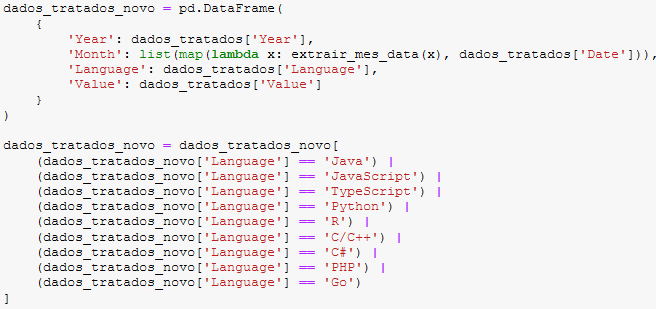 dados_tratados_novo = pd.DataFrame(
    {
        'Year': dados_tratados['Year'],
        'Month': list(map(lambda x: extrair_mes_data(x), dados_tratados['Date'])),
        'Language': dados_tratados['Language'],
        'Value': dados_tratados['Value']
    }
)
dados_tratados_novo = dados_tratados_novo[
    (dados_tratados_novo['Language'] == 'Java') |
    (dados_tratados_novo['Language'] == 'JavaScript') |
    (dados_tratados_novo['Language'] == 'TypeScript') |
    (dados_tratados_novo['Language'] == 'Python') |
    (dados_tratados_novo['Language'] == 'R') |
    (dados_tratados_novo['Language'] == 'C/C++') |
    (dados_tratados_novo['Language'] == 'C#') |
    (dados_tratados_novo['Language'] == 'PHP') |
    (dados_tratados_novo['Language'] == 'Go')
]